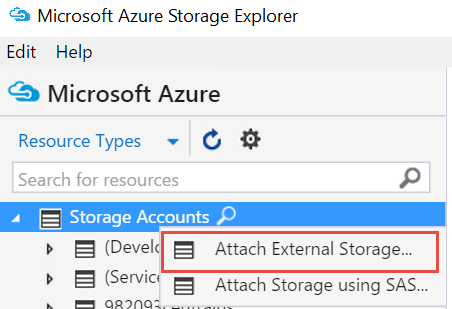 Microsoft Azure Storage Explorer
Edit Help
Microsoft Azure
Resource Types
Search for resources
Storage Accounts
(Develo
Attach External Storage...
(Service
Attach Storage using SAS...